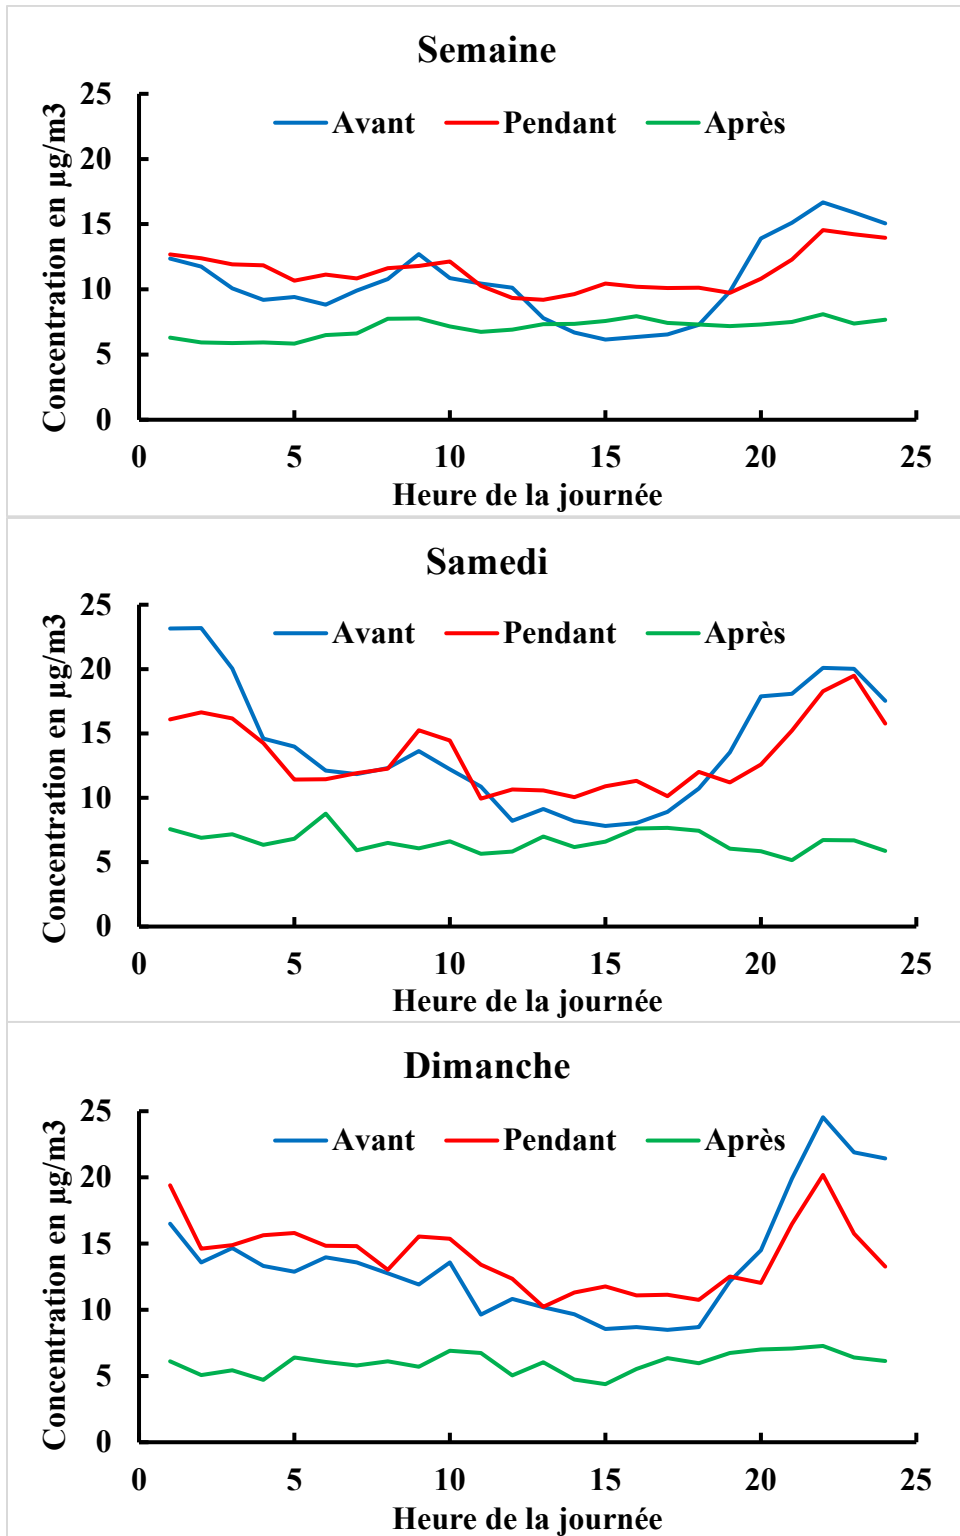 Semaine
Concentration en µg/m3
25
20
15
10
5
0
Avant Pendant Après
0 5 10 15 20 25
Heure de la journée
Samedi
Concentration en µg/m3
25
20
15
10
5
0
Avant Pendant Après
0 5 10 15 20 25
Heure de la journée
Dimanche
Concentration en µg/m3
25
20
15
10
5
0
Avant Pendant Après
0 5 10 15 20 25
Heure de la journée